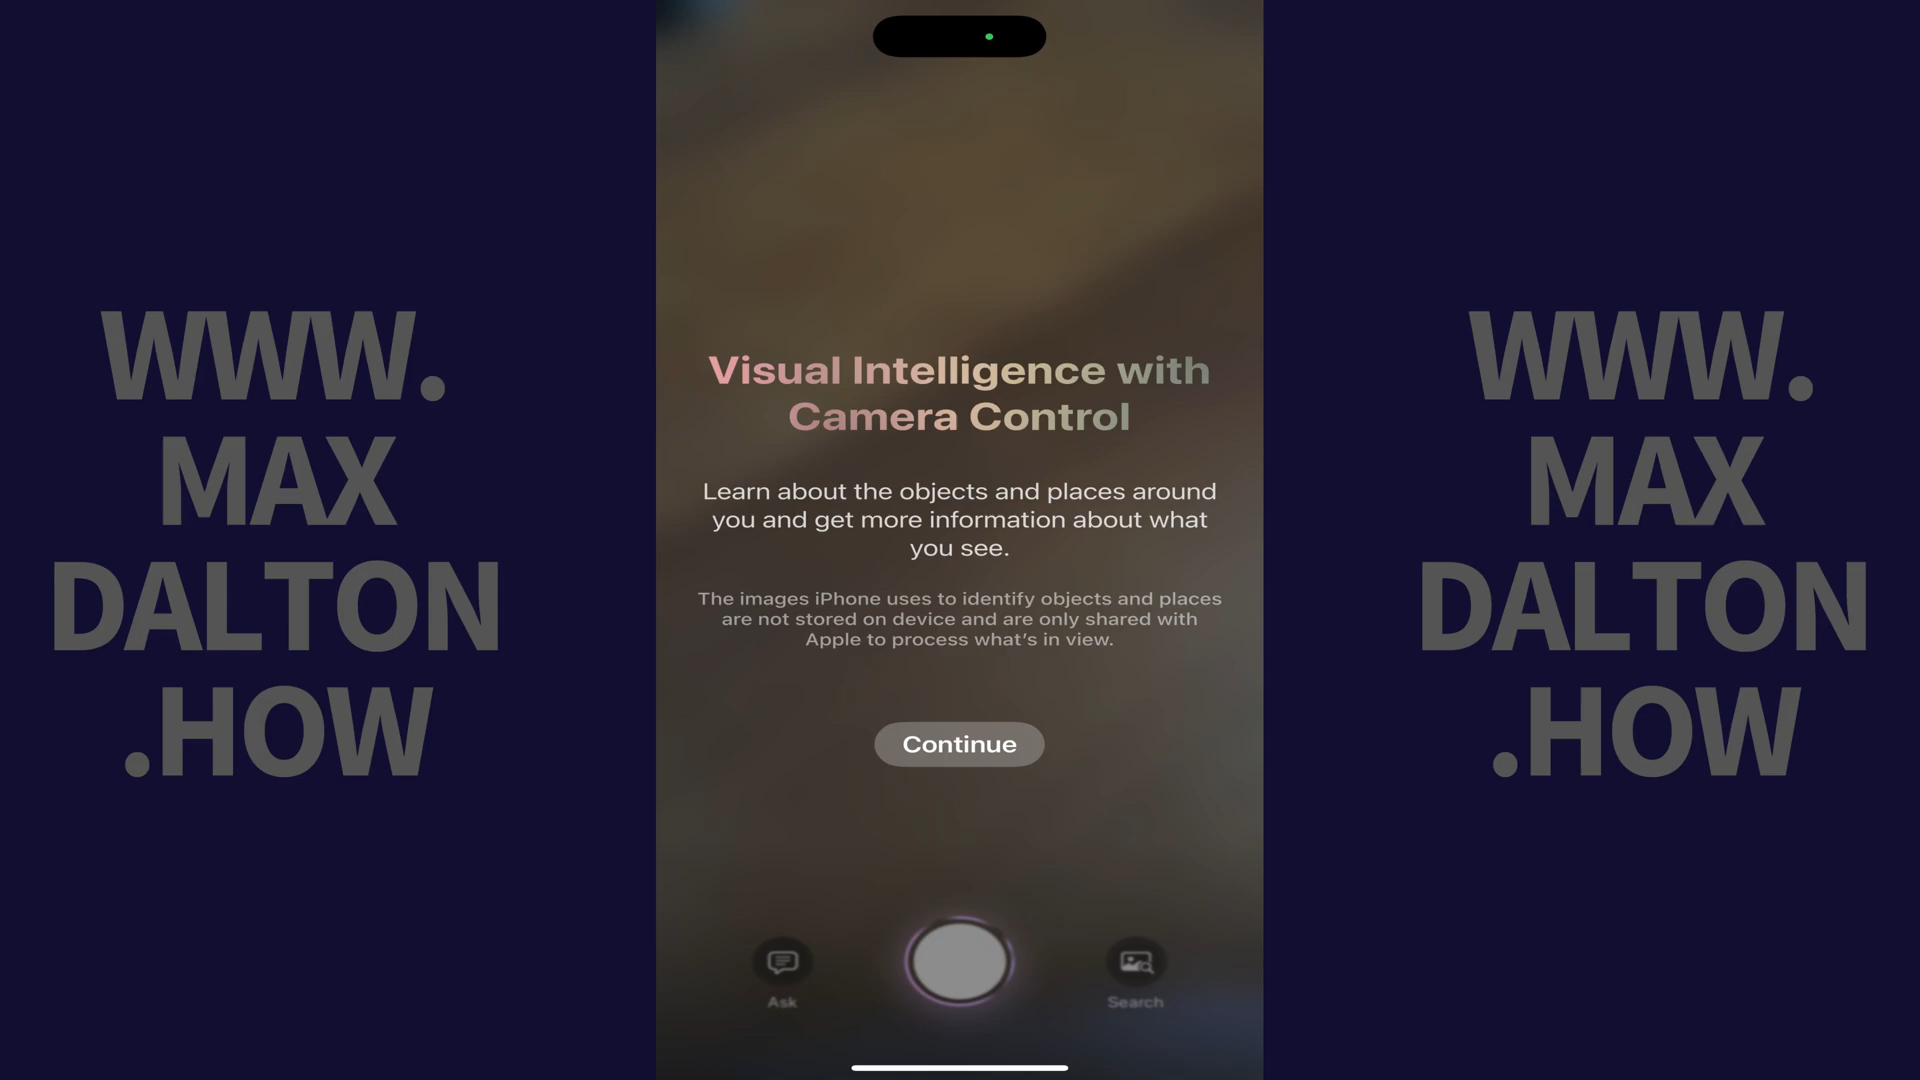 WWW.
MAX
DALTON
.HOW
Visual Intelligence with
Camera Control
Learn about the objects and places around
you and get more information about what
you see.
The images iPhone uses to identify objects and places
are not stored on device and are only shared with
Apple to process what's in view.
Continue
Ask
Search
WWW.
MAX
DALTON
.HOW